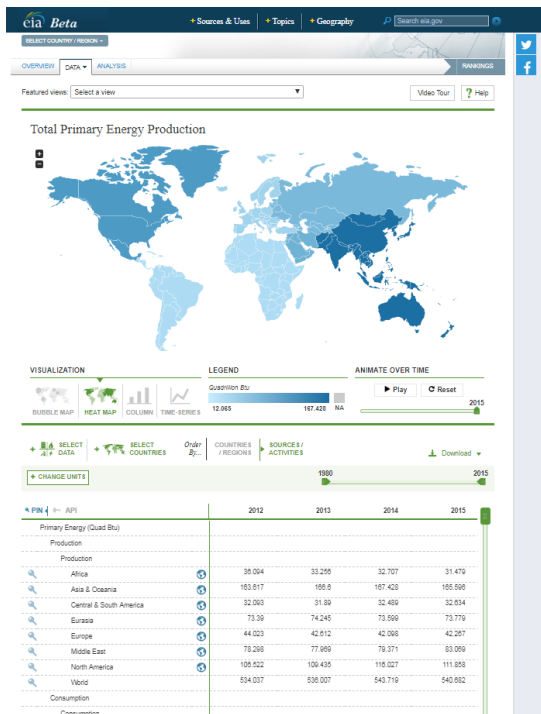 eia Beta
+ Sources & Uses + Topics + Geography Search eia.gov
SELECT COUNTRY / REGION
OVERVIEW DATA ANALYSIS RANKINGS
Featured views: Select a view Video Tour ? Help
Total Primary Energy Production
+
−
VISUALIZATION LEGEND ANIMATE OVER TIME
Quadrillion Btu
Play Reset
2015
BUBBLE MAP HEAT MAP COLUMN TIME-SERIES 12.065 167.428 NA
+ SELECT DATA + SELECT COUNTRIES Order By... COUNTRIES / REGIONS SOURCES / ACTIVITIES Download
+ CHANGE UNITS 1980 2015
PIN API 2012 2013 2014 2015
Primary Energy (Quad Btu)
Production
Production
Africa 36.094 33.256 32.707 31.479
Asia & Oceania 163.617 166.6 167.428 165.596
Central & South America 32.093 31.89 32.489 32.634
Eurasia 73.39 74.245 73.599 73.779
Europe 44.023 42.612 42.098 42.267
Middle East 78.298 77.969 79.371 83.069
North America 106.522 109.436 116.027 111.858
World 534.037 536.007 543.719 540.682
Consumption
Consumption